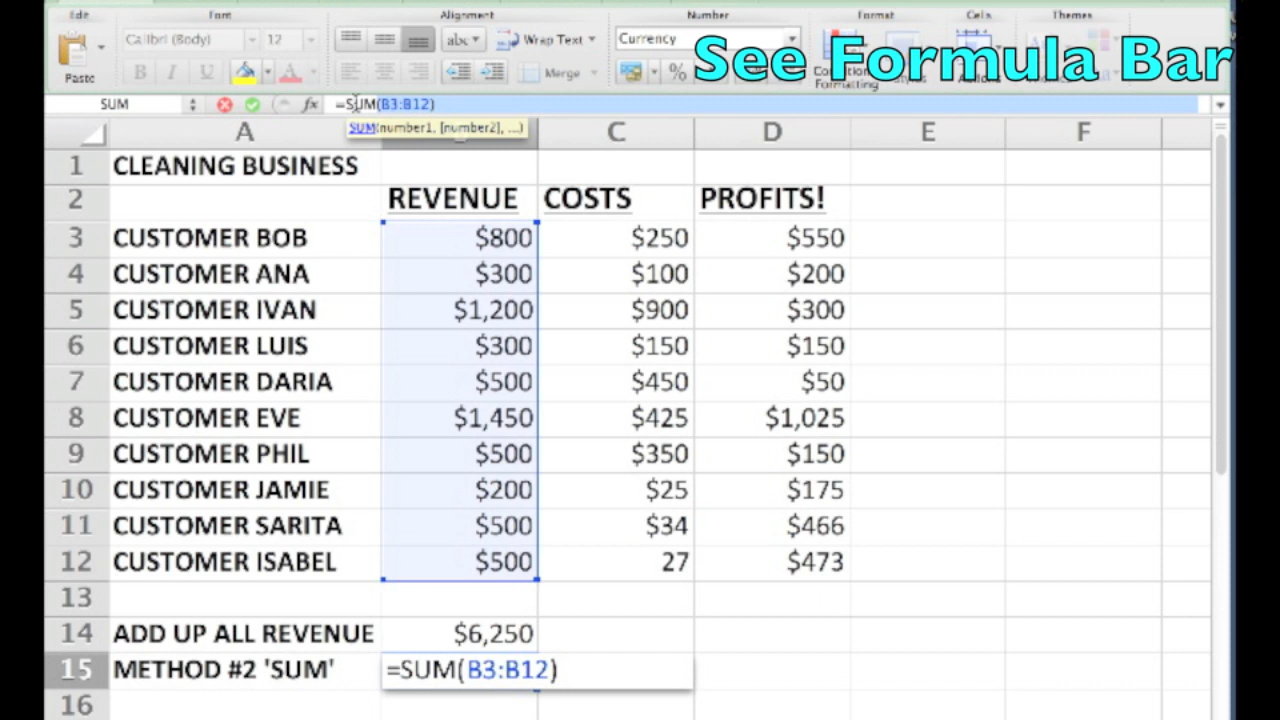 Edit Font Alignment Number Format Cells Themes
Calibri (Body) 12 abc Wrap Text Currency
See Formula Bar
Paste B I U A Merge % Conditional Formatting
SUM fx =SUM(B3:B12)
SUM(number1, [number2], ...)
A C D E F
1 CLEANING BUSINESS
2 REVENUE COSTS PROFITS!
3 CUSTOMER BOB $800 $250 $550
4 CUSTOMER ANA $300 $100 $200
5 CUSTOMER IVAN $1,200 $900 $300
6 CUSTOMER LUIS $300 $150 $150
7 CUSTOMER DARIA $500 $450 $50
8 CUSTOMER EVE $1,450 $425 $1,025
9 CUSTOMER PHIL $500 $350 $150
10 CUSTOMER JAMIE $200 $25 $175
11 CUSTOMER SARITA $500 $34 $466
12 CUSTOMER ISABEL $500 27 $473
13
14 ADD UP ALL REVENUE $6,250
15 METHOD #2 'SUM' =SUM(B3:B12)
16